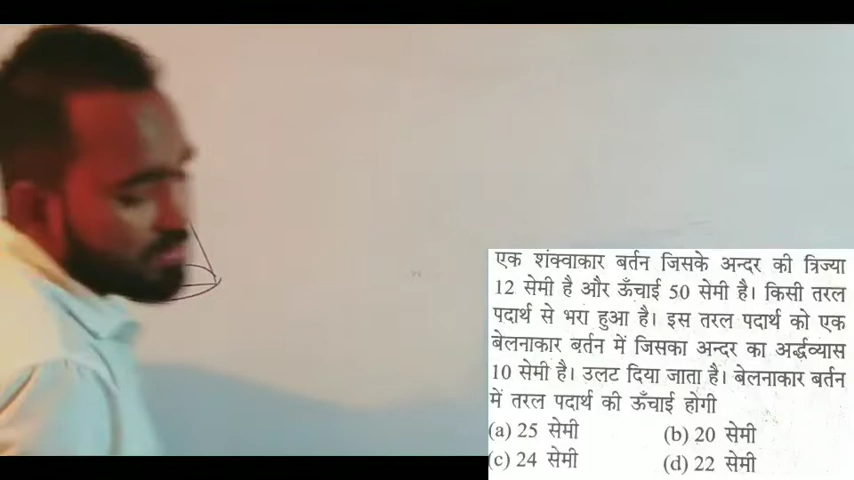 एक शंक्वाकार बर्तन जिसके अन्दर की त्रिज्या
12 सेमी है और ऊँचाई 50 सेमी है। किसी तरल
पदार्थ से भरा हुआ है। इस तरल पदार्थ को एक
बेलनाकार बर्तन में जिसका अन्दर का अर्द्धव्यास
10 सेमी है। उलट दिया जाता है। बेलनाकार बर्तन
में तरल पदार्थ की ऊँचाई होगी
(a) 25 सेमी (b) 20 सेमी
(c) 24 सेमी (d) 22 सेमी